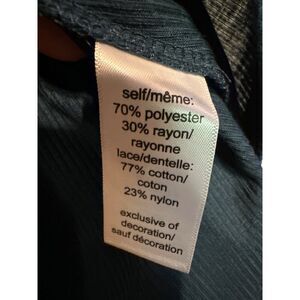 self/même:
70% polyester
30% rayon/
rayonne
lace/dentelle:
77% cotton/
coton
23% nylon
exclusive of
decoration/
sauf décoration